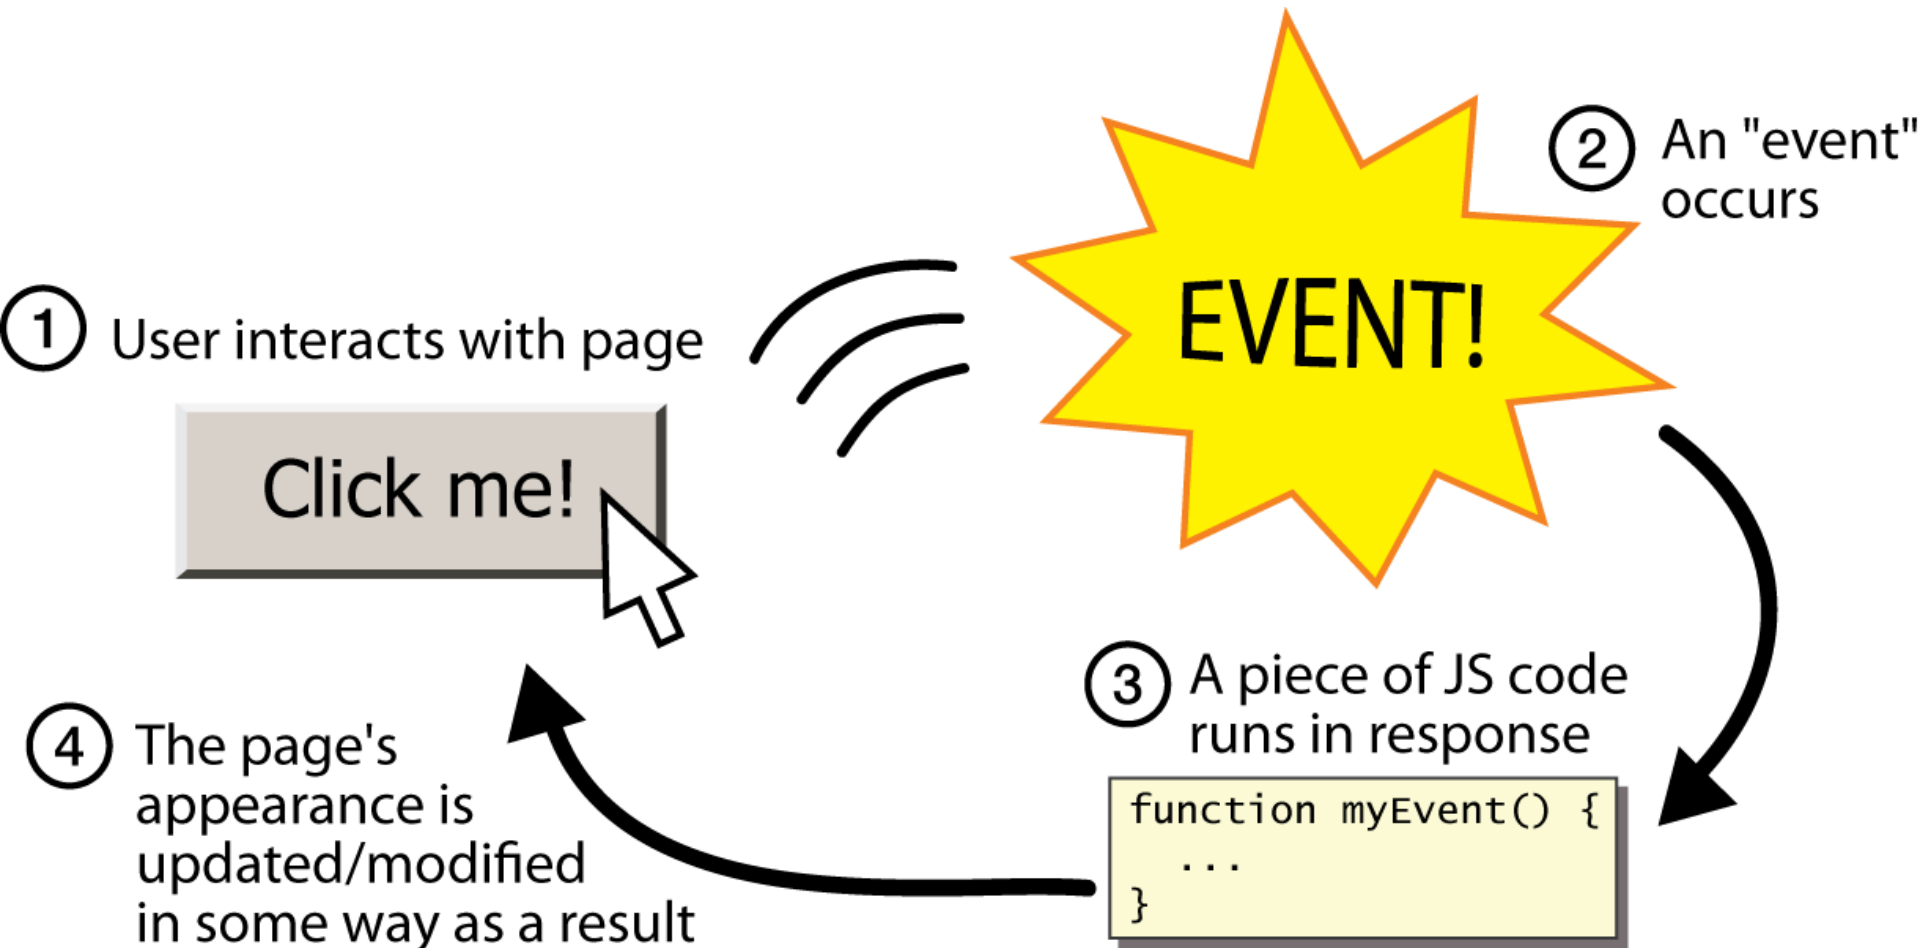 1 User interacts with page
Click me!
EVENT!
2 An "event"
occurs
3 A piece of JS code
runs in response
function myEvent() {
...
}
4 The page's
appearance is
updated/modified
in some way as a result